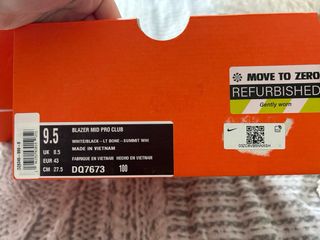 MOVE TO ZERO
REFURBISHED
Gently worn
9.5
BLAZER MID PRO CLUB
WHITE/BLACK - LT BONE - SUMMIT WHI
MADE IN VIETNAM
UK 8.5
EUR 43
CM 27.5
FABRIQUE EN VIETNAM HECHO EN VIETNAM
DQ7673 100